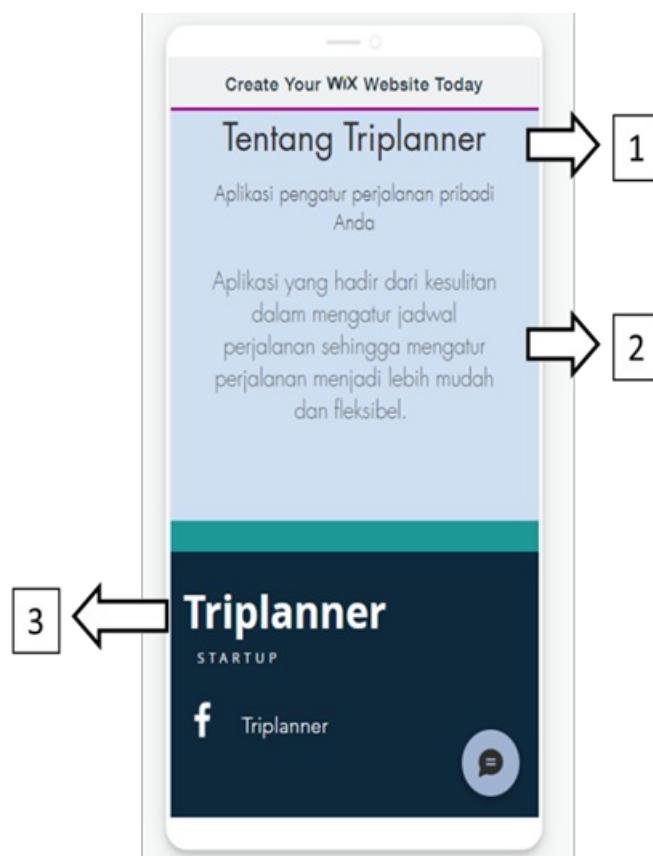 Create Your WiX Website Today
Tentang Triplanner
1
Aplikasi pengatur perjalanan pribadi
Anda
Aplikasi yang hadir dari kesulitan
dalam mengatur jadwal
perjalanan sehingga mengatur
perjalanan menjadi lebih mudah
dan fleksibel.
2
3
Triplanner
STARTUP
f Triplanner